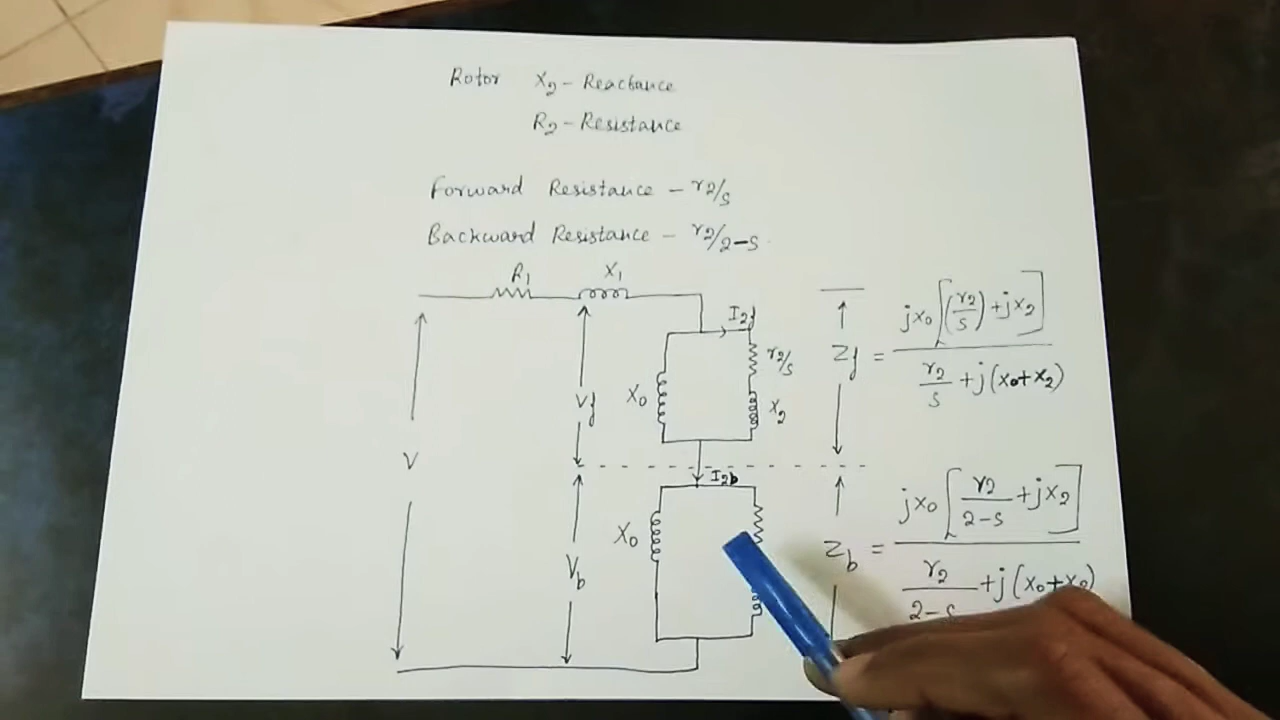 Rotor X2 - Reactance
R2 - Resistance
Forward Resistance - r2/s
Backward Resistance - r2/2-s
R1
X1
I2f
r2/s
X0
X2
Vf
V
Zf = jx0[(r2/s)+jx2]
r2/s +j(x0+x2)
I2b
X0
Vb
Zb = jx0[r2/2-s +jx2]
r2/2-s +j(x0+x2)